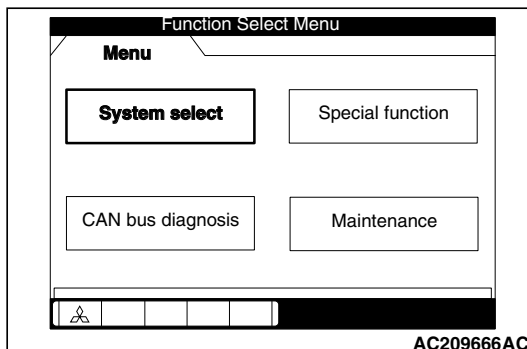 Function Select Menu
Menu
System select
Special function
CAN bus diagnosis
Maintenance
AC209666AC